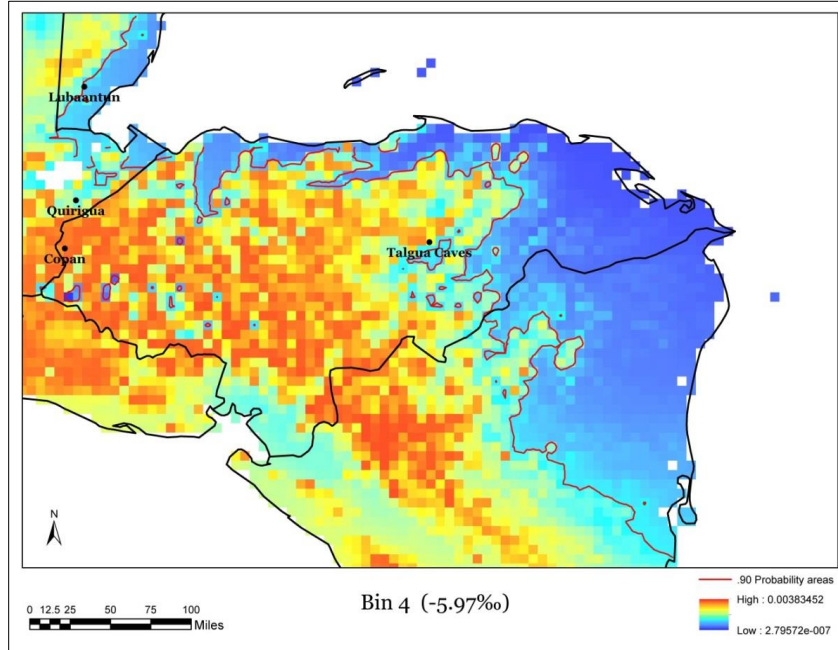 Lubaantun
Quirigua
Copan
Talgua Caves
N
0 12.5 25 50 75 100
Miles
Bin 4 (-5.97‰)
.90 Probability areas
High : 0.00383452
Low : 2.79572e-007